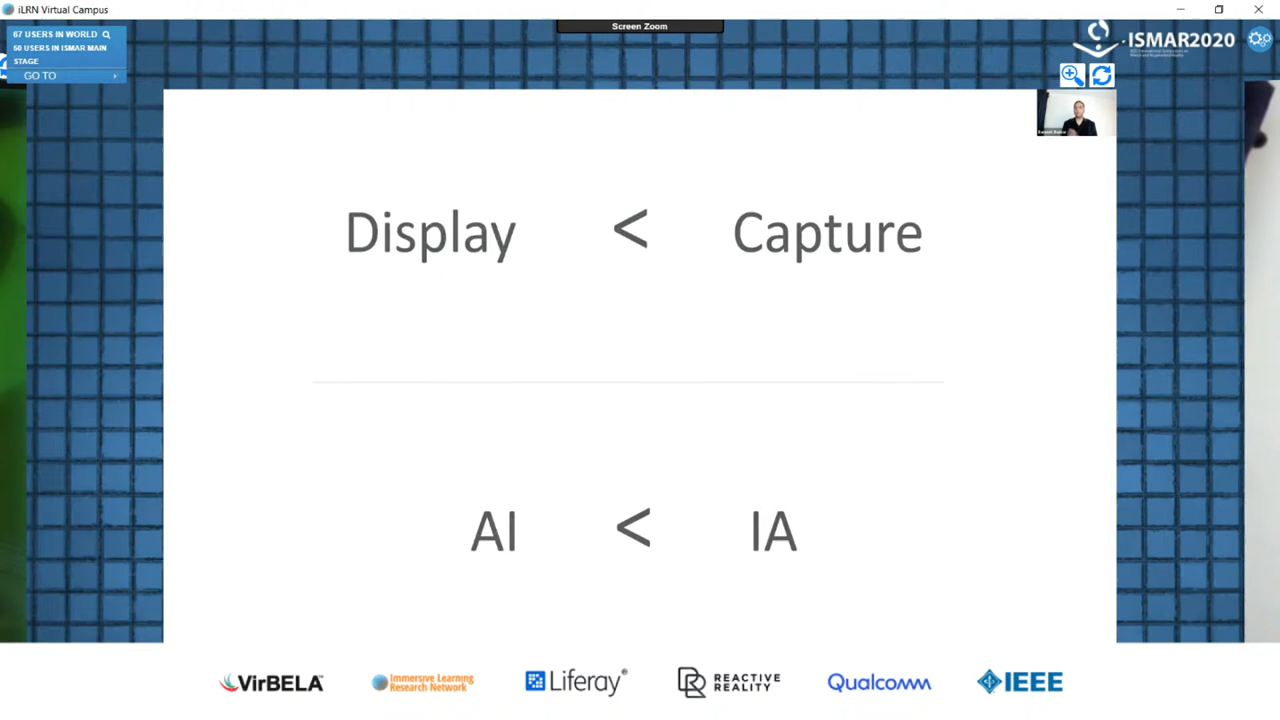 iLRN Virtual Campus
Screen Zoom
67 USERS IN WORLD
50 USERS IN ISMAR MAIN
STAGE
GO TO
ISMAR2020
Display < Capture
AI < IA
VIRBELA
Immersive Learning
Research Network
Liferay
REACTIVE
REALITY
Qualcomm
IEEE